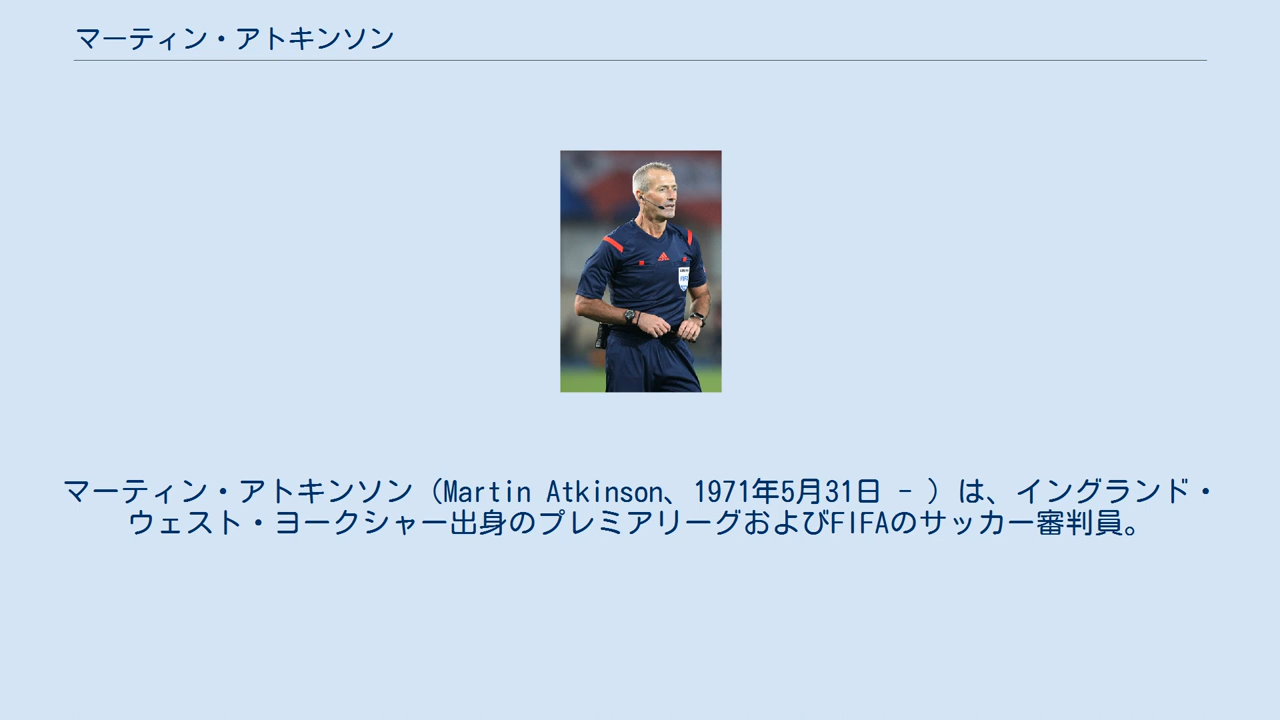 マーティン・アトキンソン
マーティン・アトキンソン（Martin Atkinson、1971年5月31日 - ）は、イングランド・
ウェスト・ヨークシャー出身のプレミアリーグおよびFIFAのサッカー審判員。